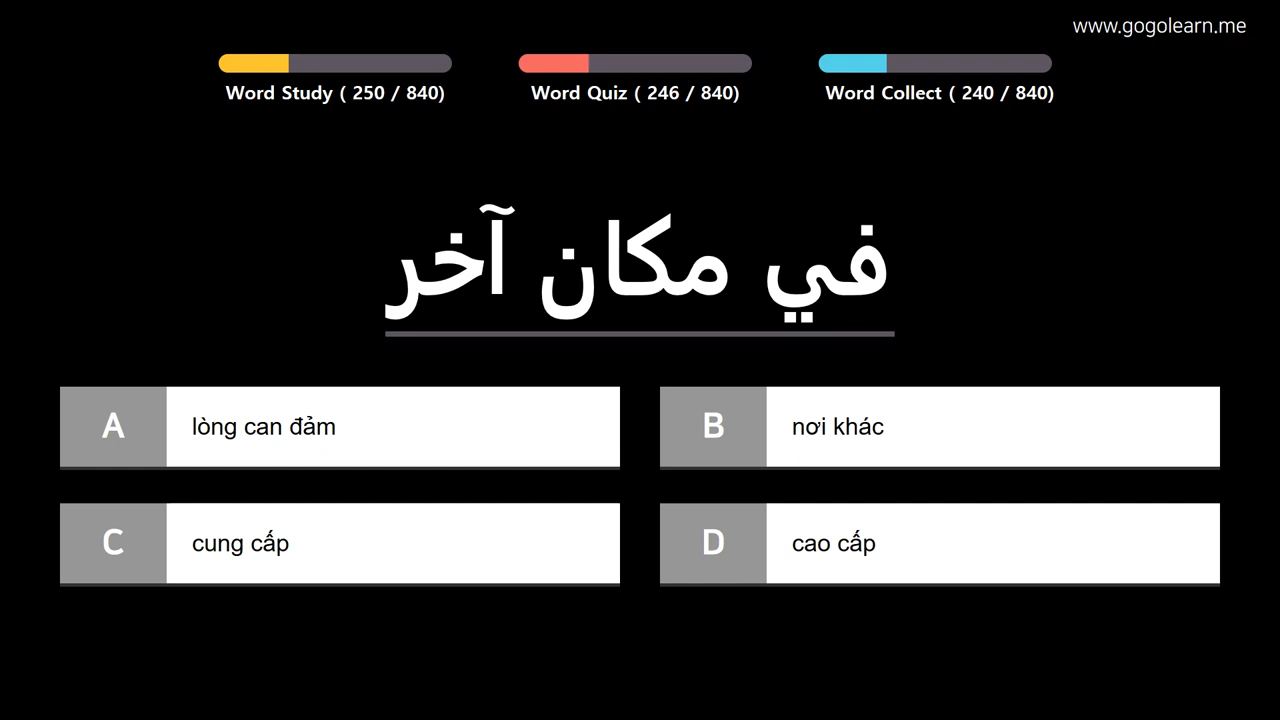 www.gogolearn.me
Word Study ( 250 / 840)
Word Quiz ( 246 / 840)
Word Collect ( 240 / 840)
في مكان آخر
A
lòng can đảm
B
nơi khác
C
cung cấp
D
cao cấp